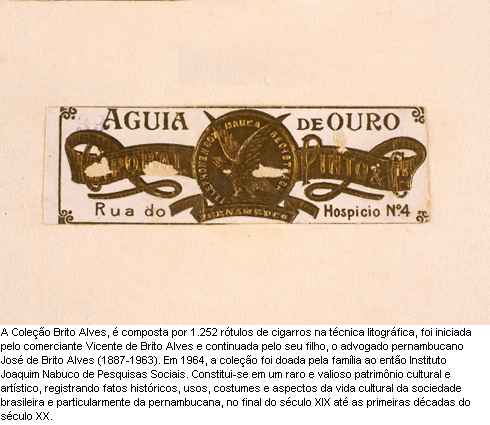 AGUIA DE OURO
MARCA REGISTRADA
PERNAMBUCO
Rua do Hospicio Nº4
A Coleção Brito Alves, é composta por 1.252 rótulos de cigarros na técnica litográfica, foi iniciada
pelo comerciante Vicente de Brito Alves e continuada pelo seu filho, o advogado pernambucano
José de Brito Alves (1887-1963). Em 1964, a coleção foi doada pela família ao então Instituto
Joaquim Nabuco de Pesquisas Sociais. Constitui-se em um raro e valioso patrimônio cultural e
artístico, registrando fatos históricos, usos, costumes e aspectos da vida cultural da sociedade
brasileira e particularmente da pernambucana, no final do século XIX até as primeiras décadas do
século XX.